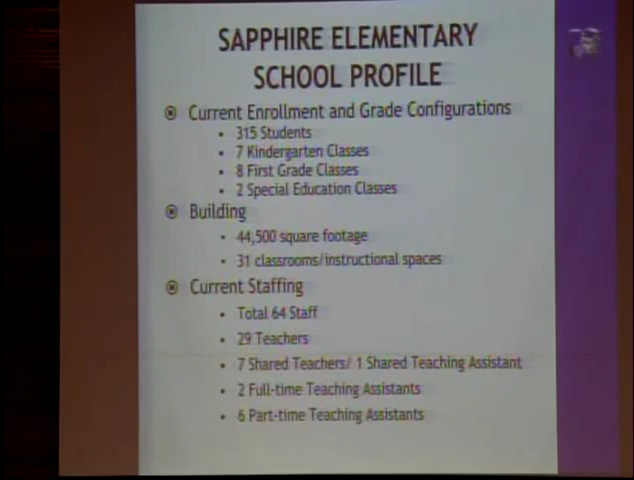 SAPPHIRE ELEMENTARY
SCHOOL PROFILE
Current Enrollment and Grade Configurations
• 315 Students
• 7 Kindergarten Classes
• 8 First Grade Classes
• 2 Special Education Classes
Building
• 44,500 square footage
• 31 classrooms/instructional spaces
Current Staffing
• Total 64 Staff
• 29 Teachers
• 7 Shared Teachers/ 1 Shared Teaching Assistant
• 2 Full-time Teaching Assistants
• 6 Part-time Teaching Assistants